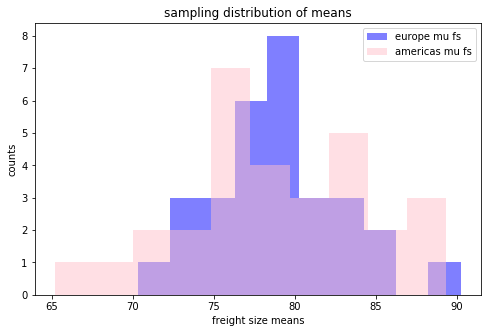 sampling distribution of means
europe mu fs
americas mu fs
8
7
6
5
4
3
2
1
0
counts
65 70 75 80 85 90
freight size means